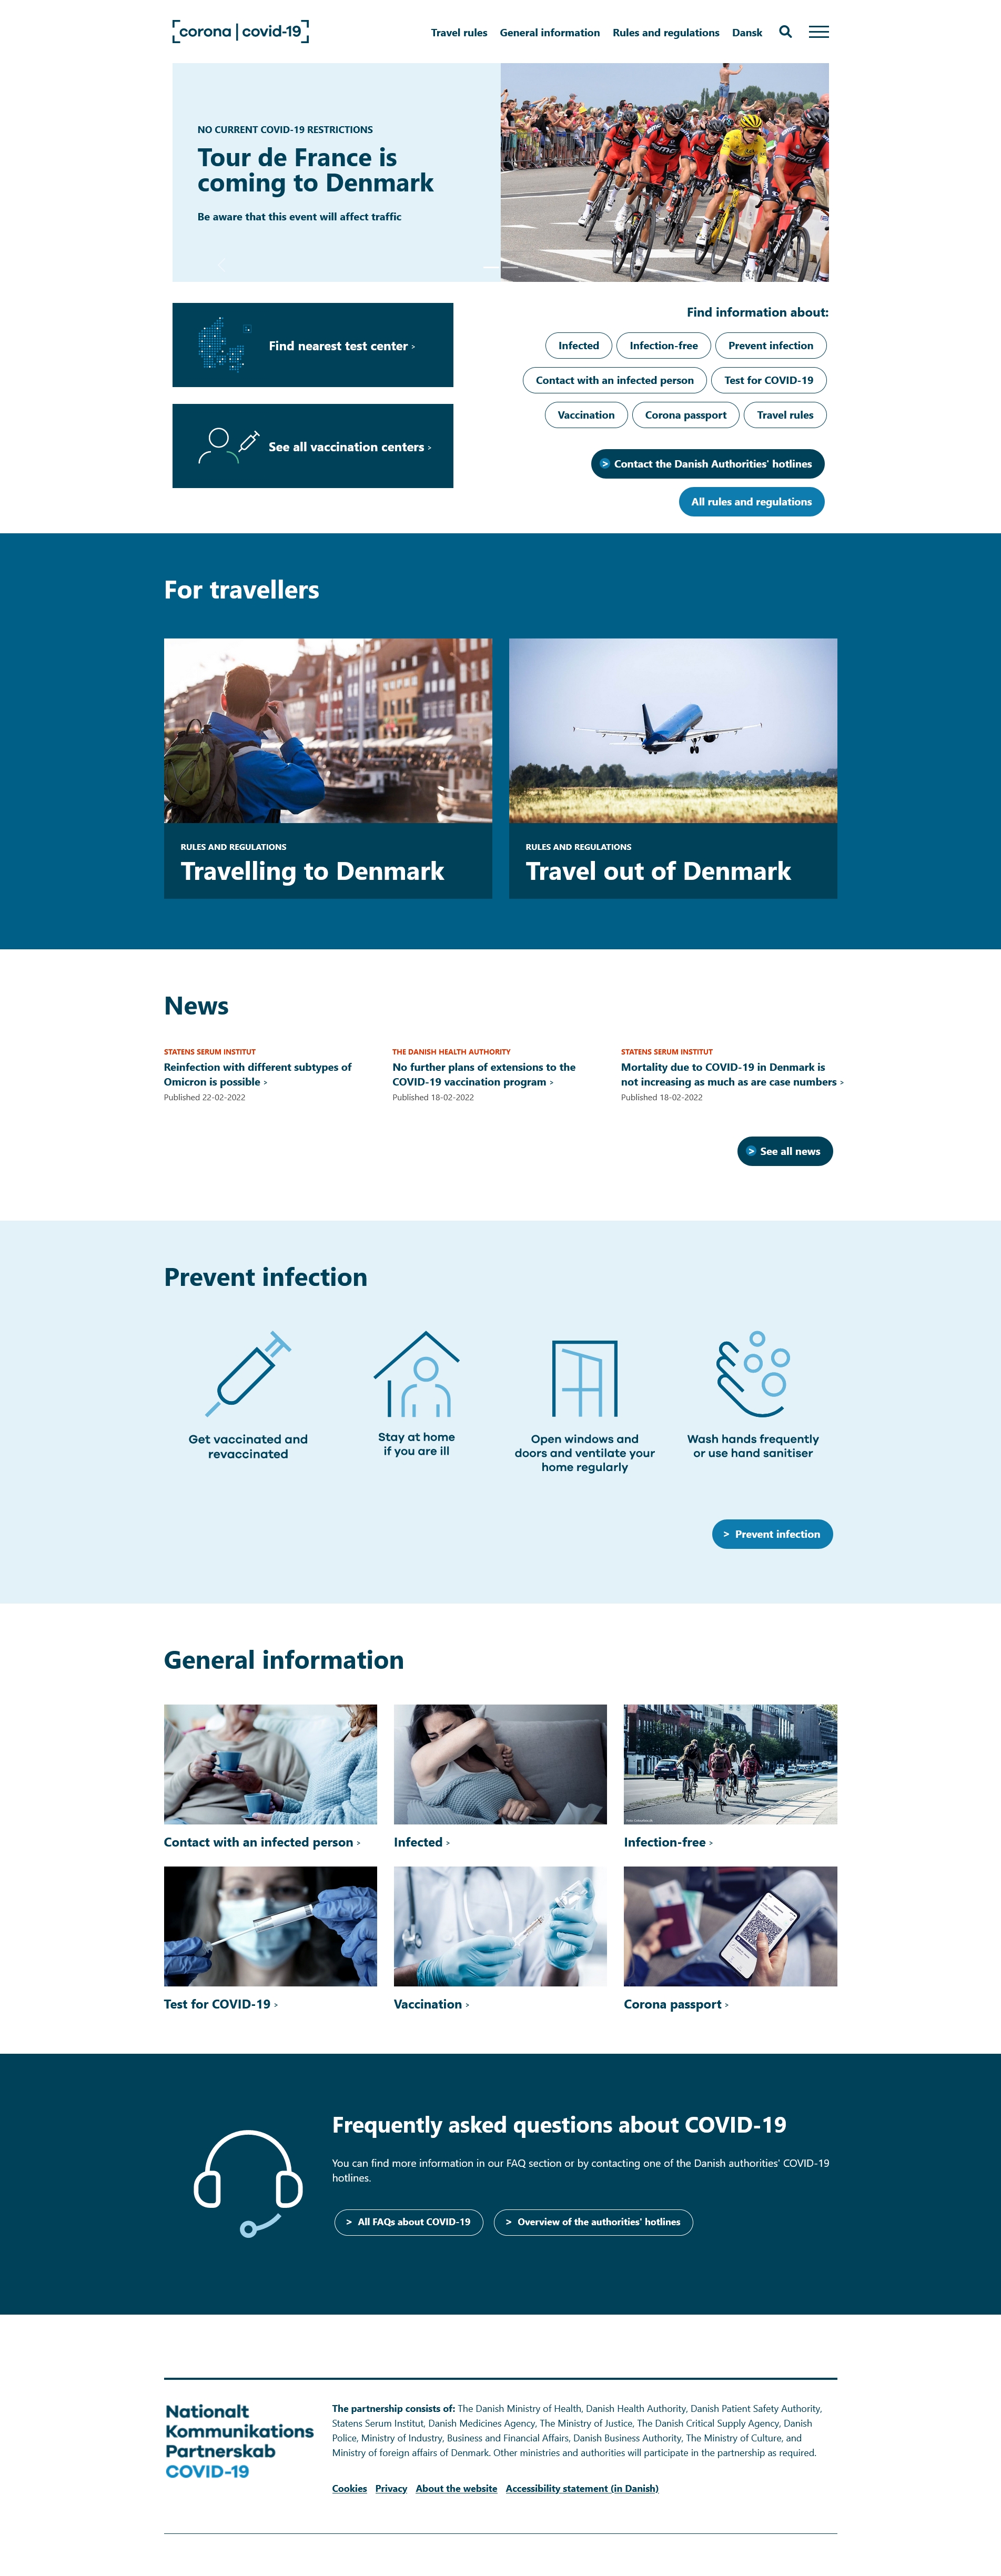 corona | covid-19
Travel rules
General information
Rules and regulations
Dansk
NO CURRENT COVID-19 RESTRICTIONS
Tour de France is
coming to Denmark
Be aware that this event will affect traffic
Find nearest test center >
See all vaccination centers >
Find information about:
Infected
Infection-free
Prevent infection
Contact with an infected person
Test for COVID-19
Vaccination
Corona passport
Travel rules
> Contact the Danish Authorities' hotlines
All rules and regulations
For travellers
RULES AND REGULATIONS
Travelling to Denmark
RULES AND REGULATIONS
Travel out of Denmark
News
STATENS SERUM INSTITUT
Reinfection with different subtypes of
Omicron is possible >
Published 22-02-2022
THE DANISH HEALTH AUTHORITY
No further plans of extensions to the
COVID-19 vaccination program >
Published 18-02-2022
STATENS SERUM INSTITUT
Mortality due to COVID-19 in Denmark is
not increasing as much as are case numbers >
Published 18-02-2022
> See all news
Prevent infection
Get vaccinated and
revaccinated
Stay at home
if you are ill
Open windows and
doors and ventilate your
home regularly
Wash hands frequently
or use hand sanitiser
> Prevent infection
General information
Contact with an infected person >
Infected >
Infection-free >
Test for COVID-19 >
Vaccination >
Corona passport >
Frequently asked questions about COVID-19
You can find more information in our FAQ section or by contacting one of the Danish authorities' COVID-19
hotlines.
> All FAQs about COVID-19
> Overview of the authorities' hotlines
Nationalt
Kommunikations
Partnerskab
COVID-19
The partnership consists of: The Danish Ministry of Health, Danish Health Authority, Danish Patient Safety Authority,
Statens Serum Institut, Danish Medicines Agency, The Ministry of Justice, The Danish Critical Supply Agency, Danish
Police, Ministry of Industry, Business and Financial Affairs, Danish Business Authority, The Ministry of Culture, and
Ministry of foreign affairs of Denmark. Other ministries and authorities will participate in the partnership as required.
Cookies
Privacy
About the website
Accessibility statement (in Danish)